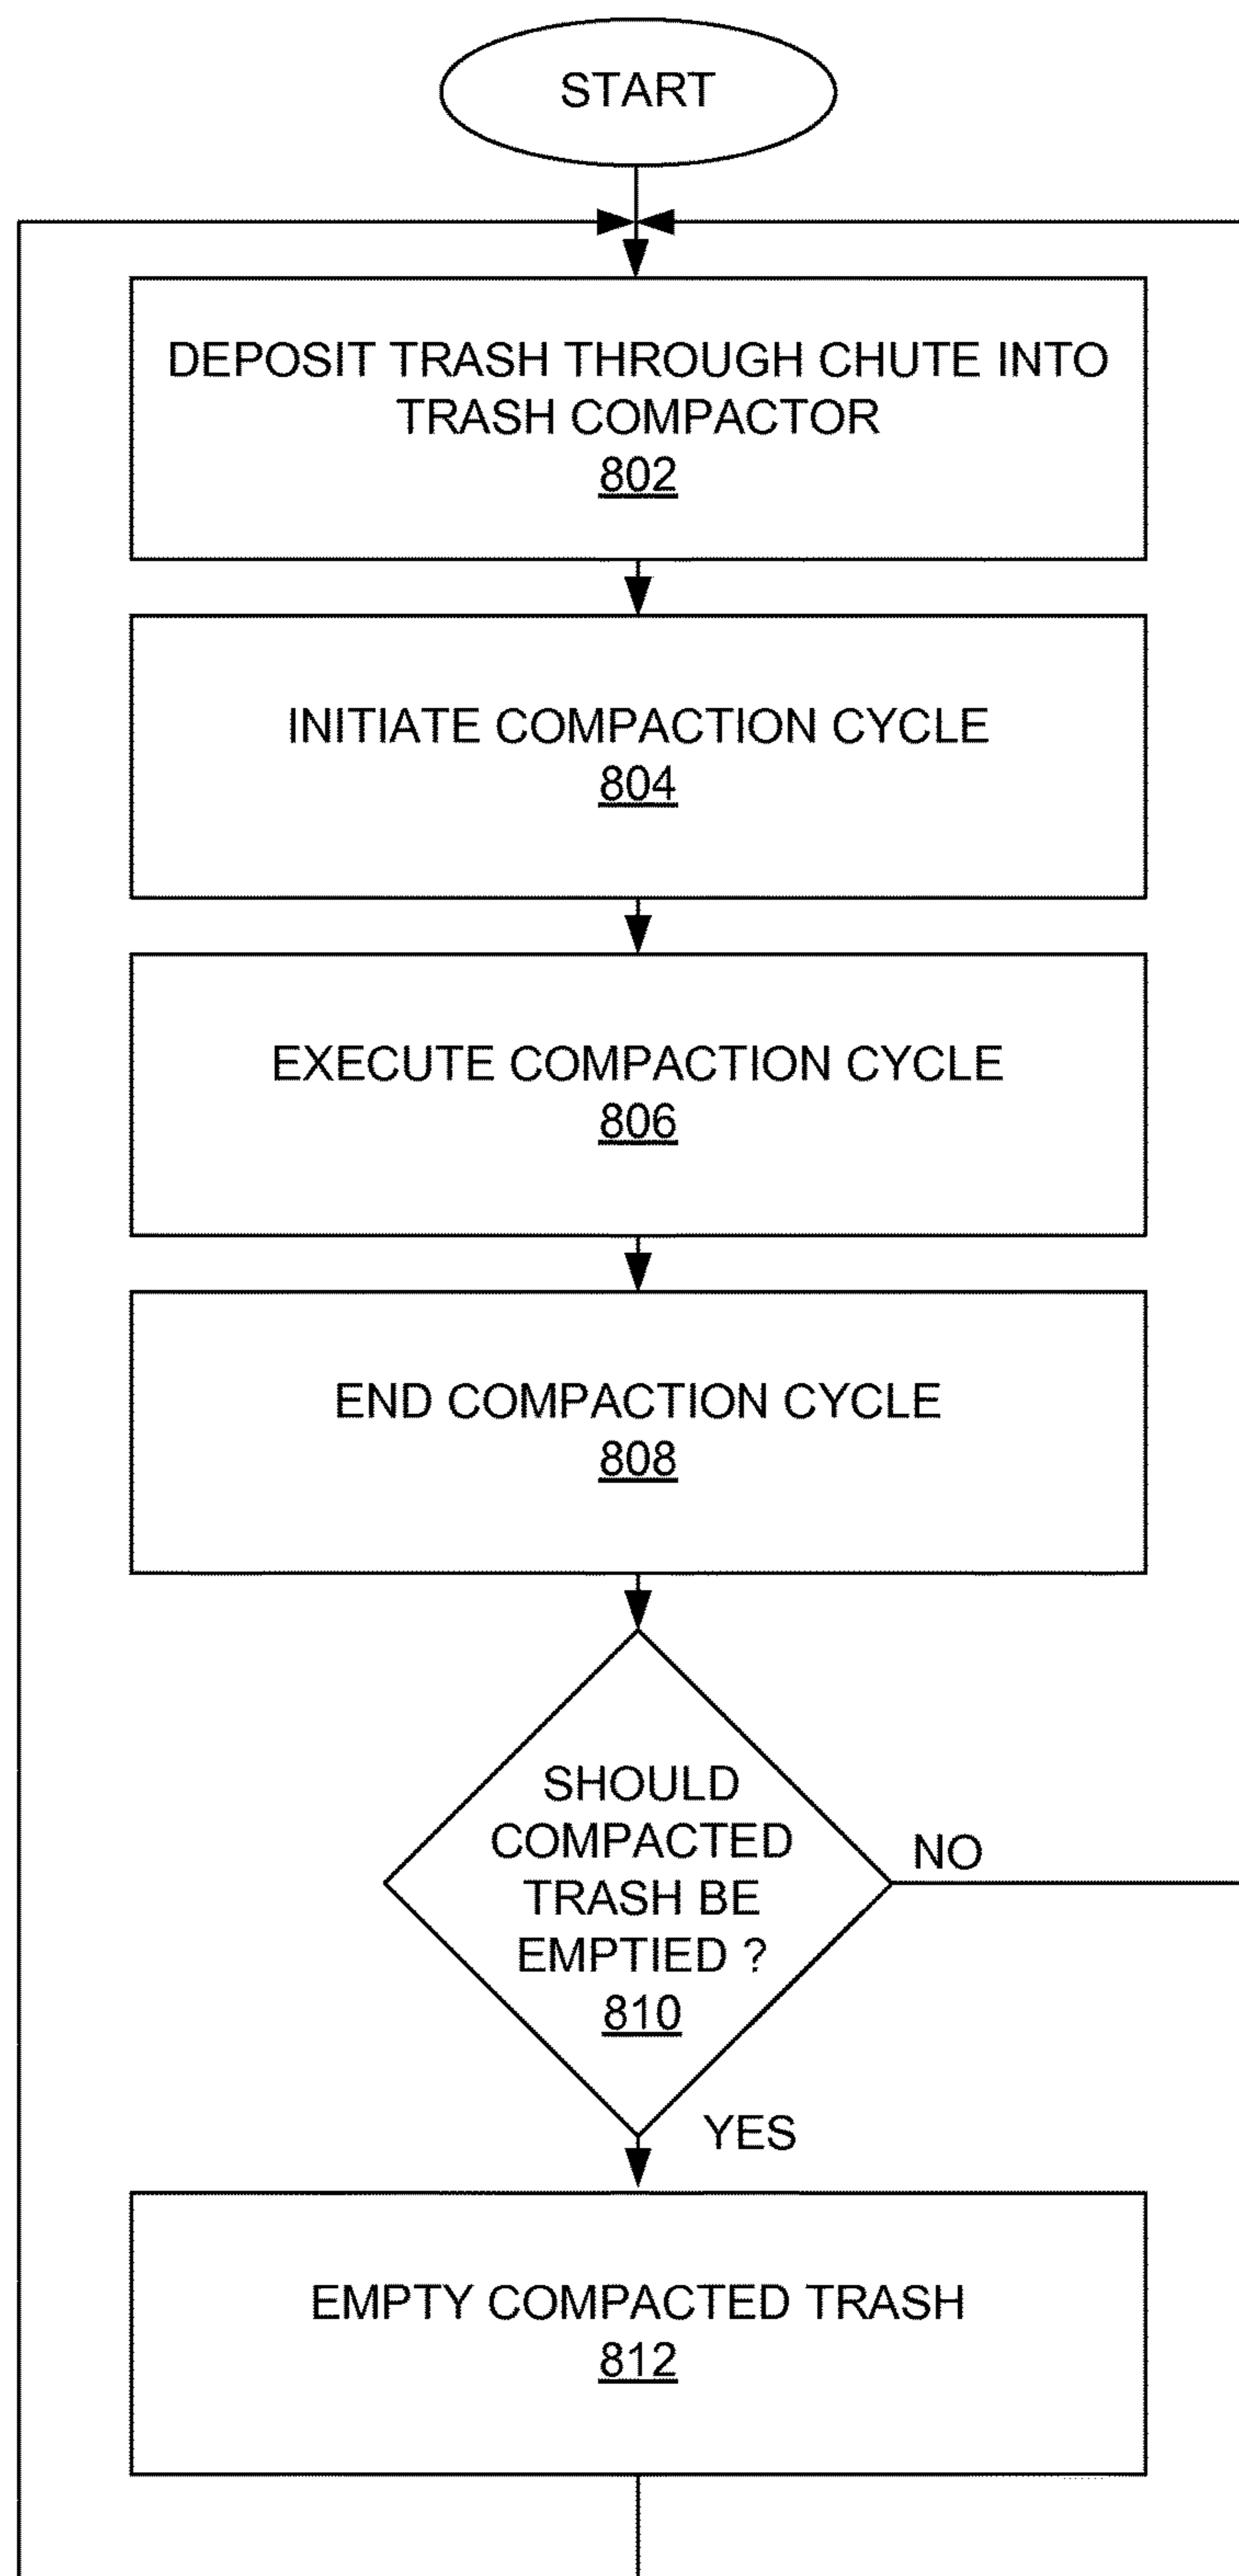 START
DEPOSIT TRASH THROUGH CHUTE INTO
TRASH COMPACTOR
802
INITIATE COMPACTION CYCLE
804
EXECUTE COMPACTION CYCLE
806
END COMPACTION CYCLE
808
SHOULD
COMPACTED
TRASH BE
EMPTIED ?
810
NO
YES
EMPTY COMPACTED TRASH
812